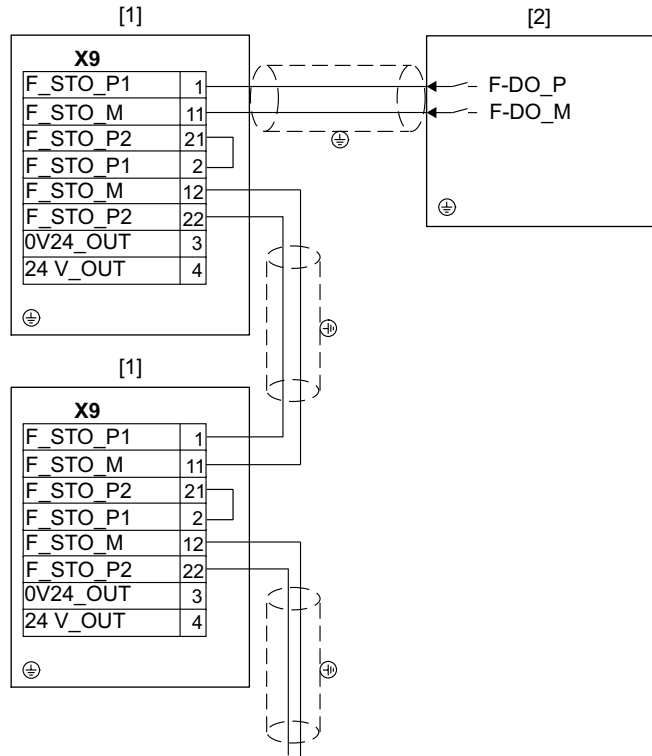 [1]
[2]
X9
F_STO_P1 1
F_STO_M 11
F_STO_P2 21
F_STO_P1 2
F_STO_M 12
F_STO_P2 22
0V24_OUT 3
24 V_OUT 4
F-DO_P
F-DO_M
[1]
X9
F_STO_P1 1
F_STO_M 11
F_STO_P2 21
F_STO_P1 2
F_STO_M 12
F_STO_P2 22
0V24_OUT 3
24 V_OUT 4